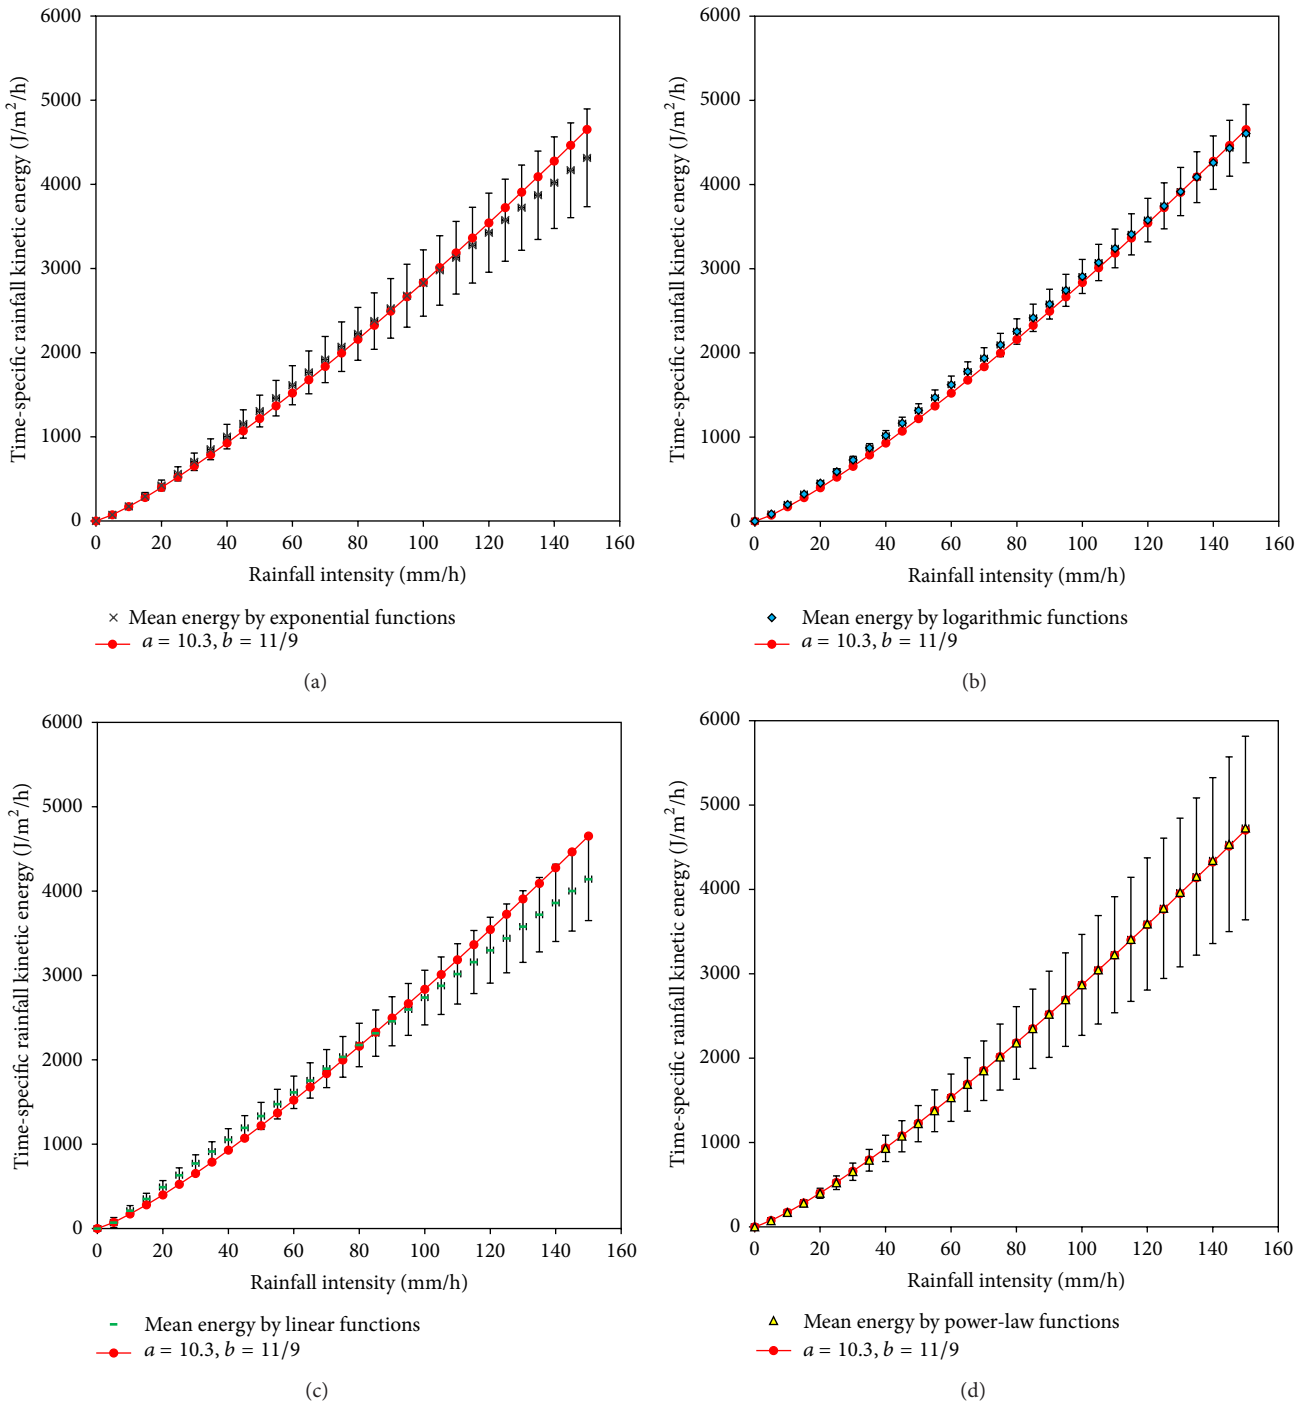 6000
5000
4000
3000
2000
1000
0
0 20 40 60 80 100 120 140 160
Time-specific rainfall kinetic energy (J/m²/h)
Rainfall intensity (mm/h)
Mean energy by exponential functions
a = 10.3, b = 11/9
(a)
6000
5000
4000
3000
2000
1000
0
0 20 40 60 80 100 120 140 160
Time-specific rainfall kinetic energy (J/m²/h)
Rainfall intensity (mm/h)
Mean energy by logarithmic functions
a = 10.3, b = 11/9
(b)
6000
5000
4000
3000
2000
1000
0
0 20 40 60 80 100 120 140 160
Time-specific rainfall kinetic energy (J/m²/h)
Rainfall intensity (mm/h)
Mean energy by linear functions
a = 10.3, b = 11/9
(c)
6000
5000
4000
3000
2000
1000
0
0 20 40 60 80 100 120 140 160
Time-specific rainfall kinetic energy (J/m²/h)
Rainfall intensity (mm/h)
Mean energy by power-law functions
a = 10.3, b = 11/9
(d)